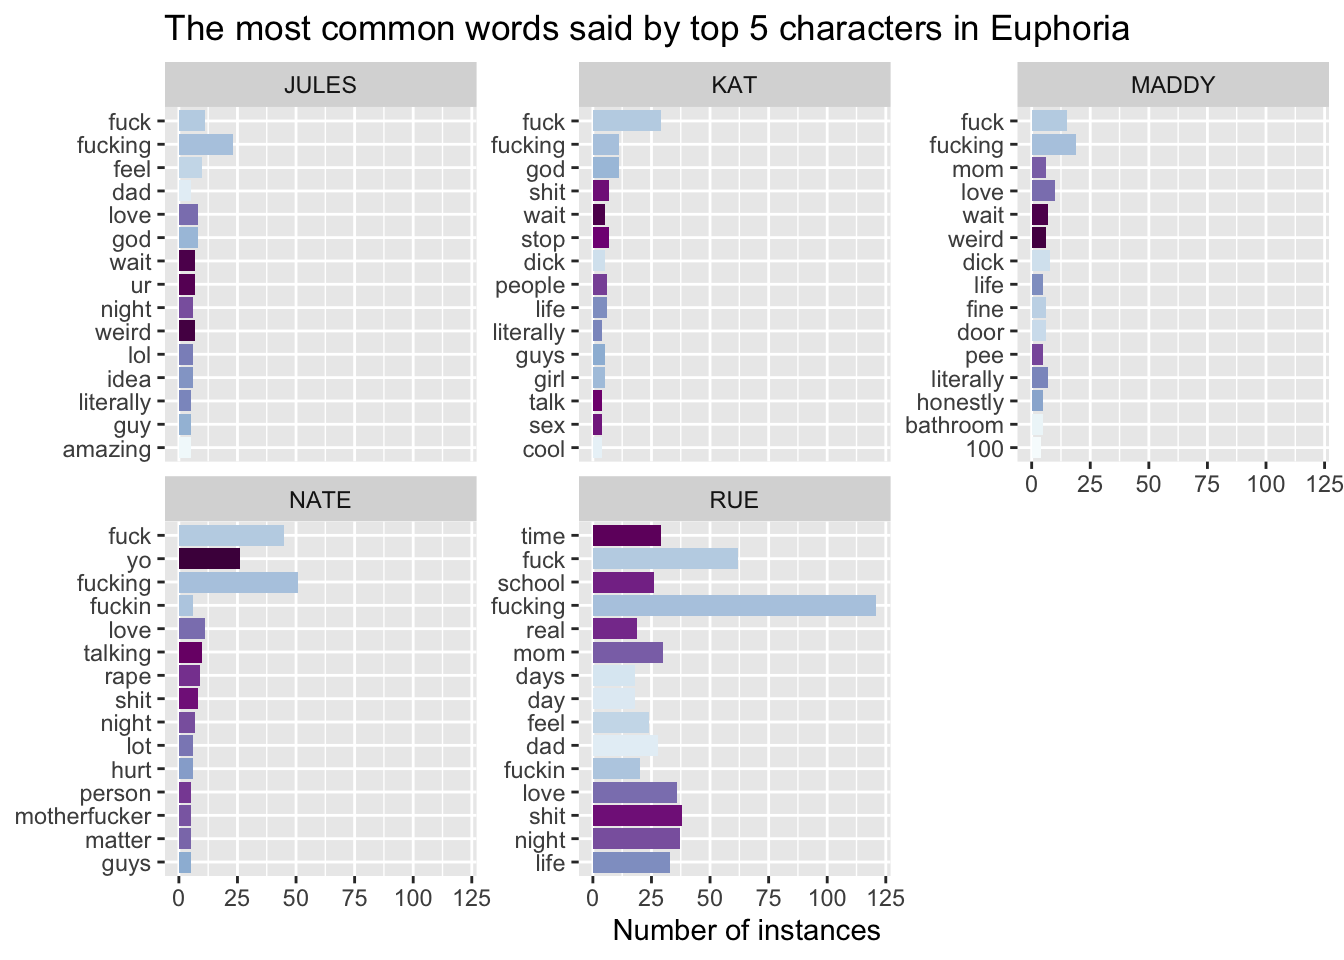 The most common words said by top 5 characters in Euphoria
JULES
fuck
fucking
feel
dad
love
god
wait
ur
night
weird
lol
idea
literally
guy
amazing
KAT
fuck
fucking
god
shit
wait
stop
dick
people
life
literally
guys
girl
talk
sex
cool
MADDY
fuck
fucking
mom
love
wait
weird
dick
life
fine
door
pee
literally
honestly
bathroom
100
0 25 50 75 100 125
NATE
fuck
yo
fucking
fuckin
love
talking
rape
shit
night
lot
hurt
person
motherfucker
matter
guys
0 25 50 75 100 125
RUE
time
fuck
school
fucking
real
mom
days
day
feel
dad
fuckin
love
shit
night
life
0 25 50 75 100 125
Number of instances